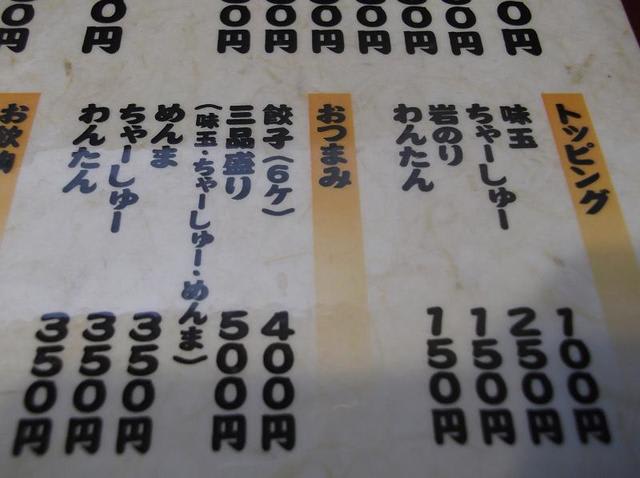 トッピング
味玉 100円
ちゃーしゅー 250円
岩のり 150円
わんたん 150円
おつまみ
餃子(6ケ) 400円
三品盛り 500円
(味玉・ちゃーしゅー・めんま)
めんま 350円
ちゃーしゅー 350円
わんたん 350円
お飲物